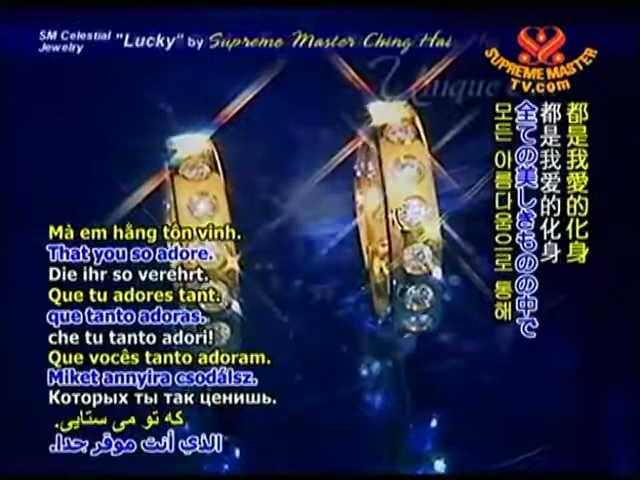 SM Celestial Jewelry "Lucky" by Supreme Master Ching Hai
Unique
SUPREME MASTER
TV.com
都是我愛的化身
都是我爱的化身
全ての美しきものの中で
모든 아름다움으로 통해
Mà em hằng tôn vinh.
That you so adore.
Die ihr so verehrt.
Que tu adores tant.
que tanto adoras.
che tu tanto adori!
Que vocês tanto adoram.
Miket annyira csodálsz.
Которых ты так ценишь.
که تو می ستایی.
الذي أنت موقر جدا.